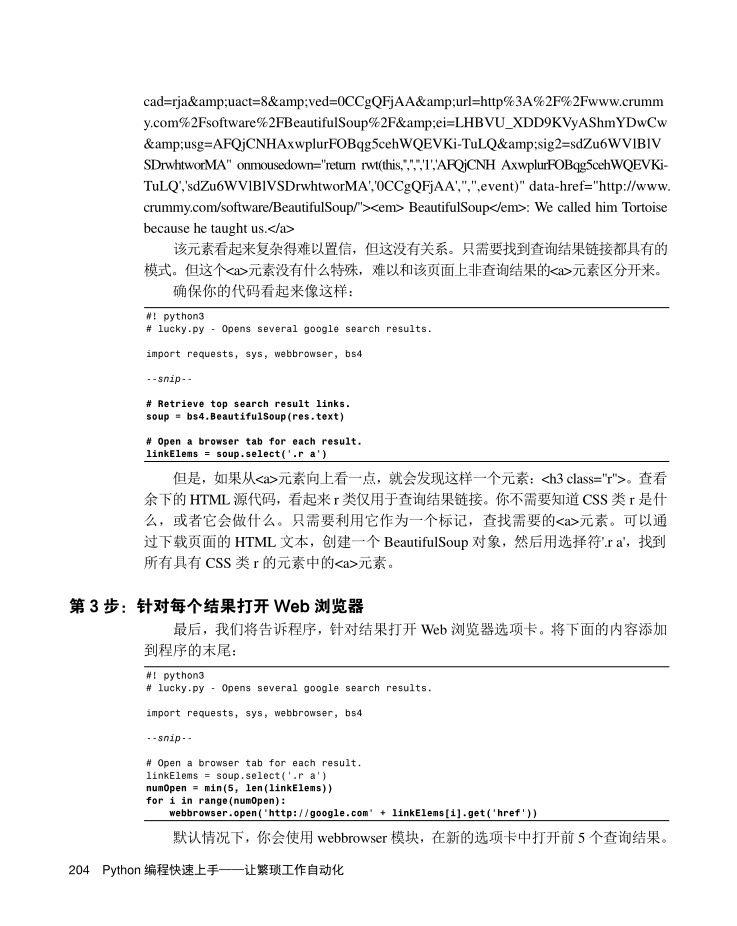 cad=rja&amp;uact=8&amp;ved=0CCgQFjAA&amp;url=http%3A%2F%2Fwww.crumm
y.com%2Fsoftware%2FBeautifulSoup%2F&amp;ei=LHBVU_XDD9KVyAShmYDwCw
&amp;usg=AFQjCNHAxwplurFOBqg5cehWQEVKi-TuLQ&amp;sig2=sdZu6WVlBlV
SDrwhtworMA" onmousedown="return rwt(this,'','','','1','AFQjCNH AxwplurFOBqg5cehWQEVKi-
TuLQ','sdZu6WVlBlVSDrwhtworMA','0CCgQFjAA','','',event)" data-href="http://www.
crummy.com/software/BeautifulSoup/"><em> BeautifulSoup</em>: We called him Tortoise
because he taught us.</a>
该元素看起来复杂得难以置信，但这没有关系。只需要找到查询结果链接都具有的
模式。但这个<a>元素没有什么特殊，难以和该页面上非查询结果的<a>元素区分开来。
确保你的代码看起来像这样：
#! python3
# lucky.py - Opens several google search results.
import requests, sys, webbrowser, bs4
--snip--
# Retrieve top search result links.
soup = bs4.BeautifulSoup(res.text)
# Open a browser tab for each result.
linkElems = soup.select('.r a')
但是，如果从<a>元素向上看一点，就会发现这样一个元素：<h3 class="r">。查看
余下的 HTML 源代码，看起来 r 类仅用于查询结果链接。你不需要知道 CSS 类 r 是什
么，或者它会做什么。只需要利用它作为一个标记，查找需要的<a>元素。可以通
过下载页面的 HTML 文本，创建一个 BeautifulSoup 对象，然后用选择符'.r a'，找到
所有具有 CSS 类 r 的元素中的<a>元素。
第 3 步：针对每个结果打开 Web 浏览器
最后，我们将告诉程序，针对结果打开 Web 浏览器选项卡。将下面的内容添加
到程序的末尾：
#! python3
# lucky.py - Opens several google search results.
import requests, sys, webbrowser, bs4
--snip--
# Open a browser tab for each result.
linkElems = soup.select('.r a')
numOpen = min(5, len(linkElems))
for i in range(numOpen):
    webbrowser.open('http://google.com' + linkElems[i].get('href'))
默认情况下，你会使用 webbrowser 模块，在新的选项卡中打开前 5 个查询结果。
204 Python 编程快速上手——让繁琐工作自动化